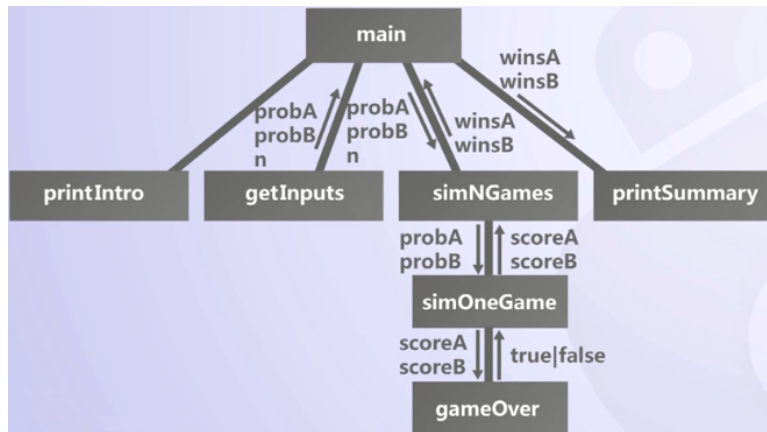 main
winsA
winsB
probA
probB
n
probA
probB
n
winsA
winsB
printIntro
getInputs
simNGames
printSummary
probA
probB
scoreA
scoreB
simOneGame
scoreA
scoreB
true|false
gameOver